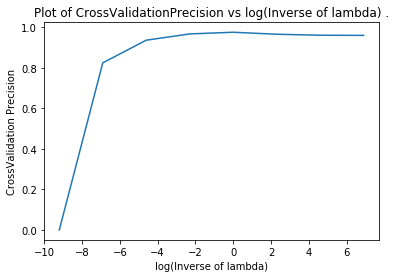 Plot of CrossValidationPrecision vs log(Inverse of lambda) .
1.0
0.8
0.6
0.4
0.2
0.0
CrossValidation Precision
−10 −8 −6 −4 −2 0 2 4 6
log(Inverse of lambda)